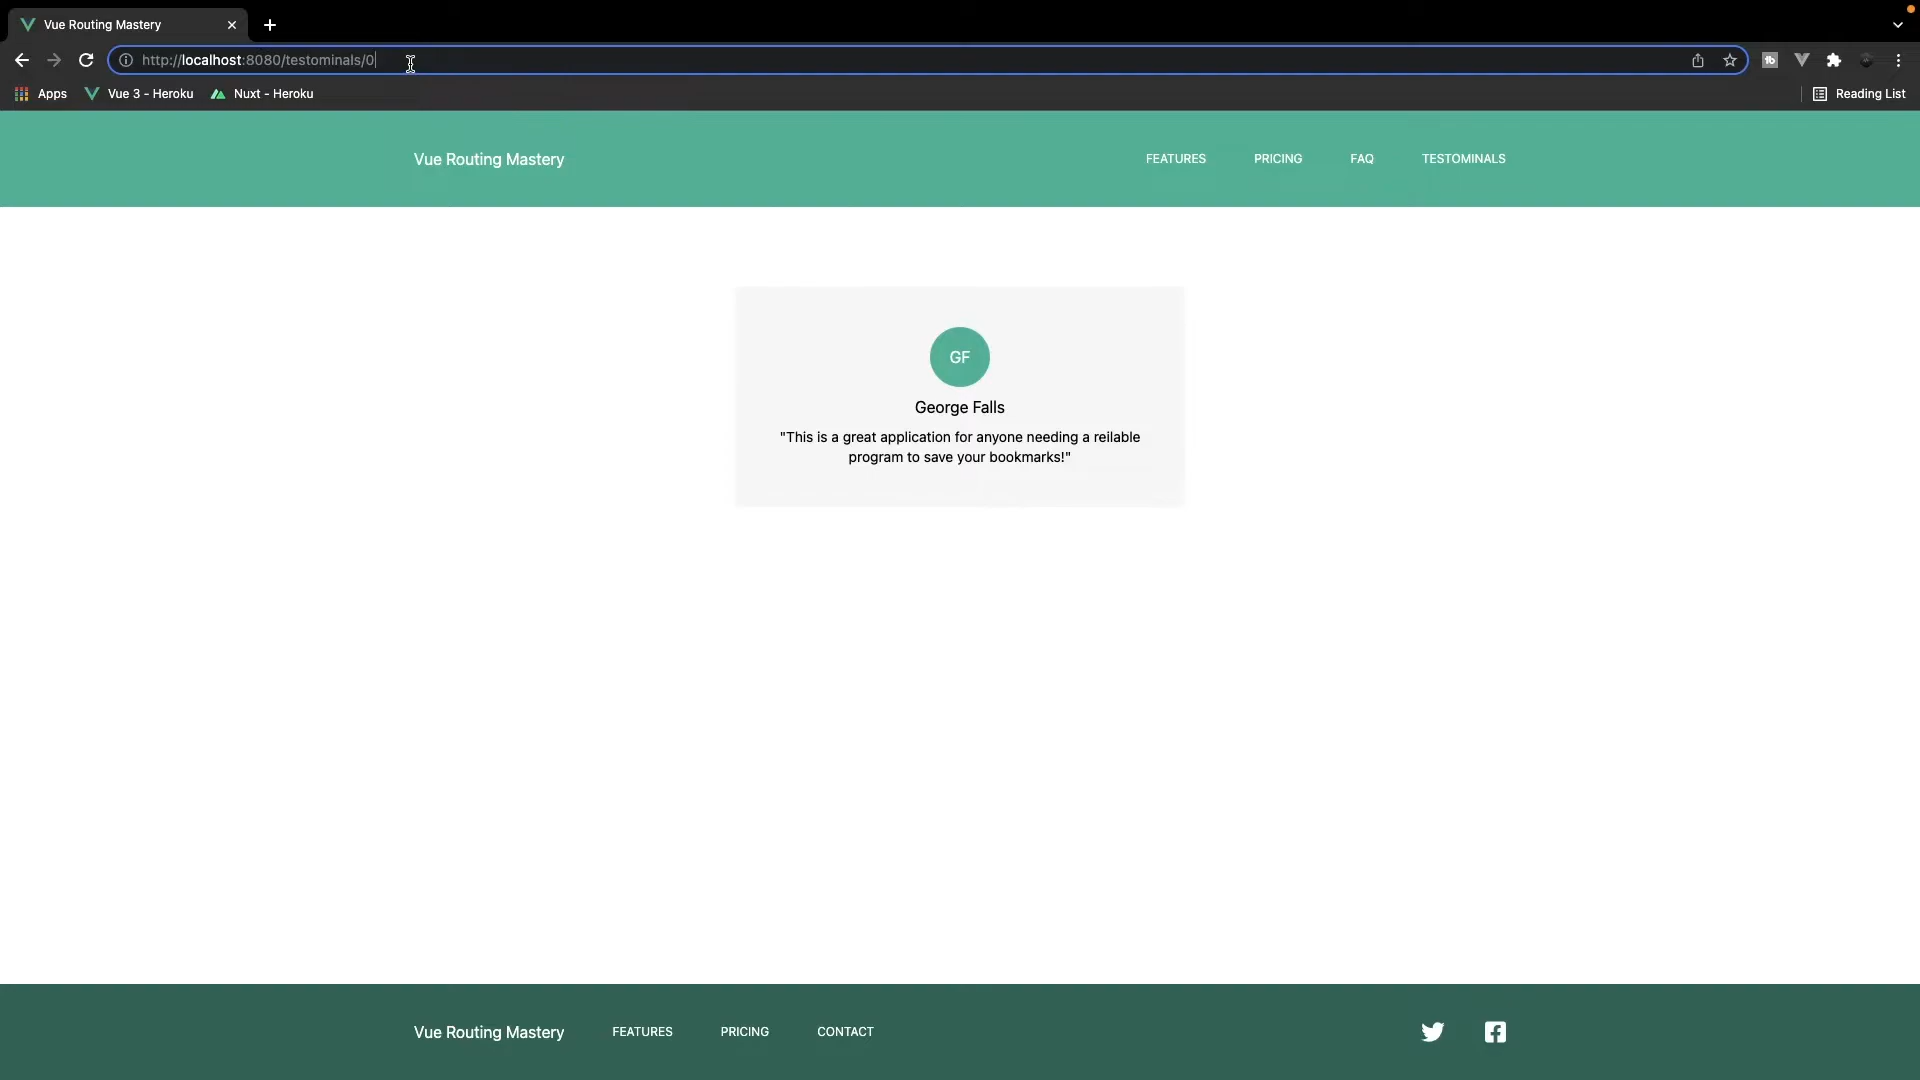 Vue Routing Mastery
http://localhost:8080/testominals/0
Apps
Vue 3 - Heroku
Nuxt - Heroku
Reading List
Vue Routing Mastery
FEATURES
PRICING
FAQ
TESTOMINALS
GF
George Falls
"This is a great application for anyone needing a reilable
program to save your bookmarks!"
Vue Routing Mastery
FEATURES
PRICING
CONTACT